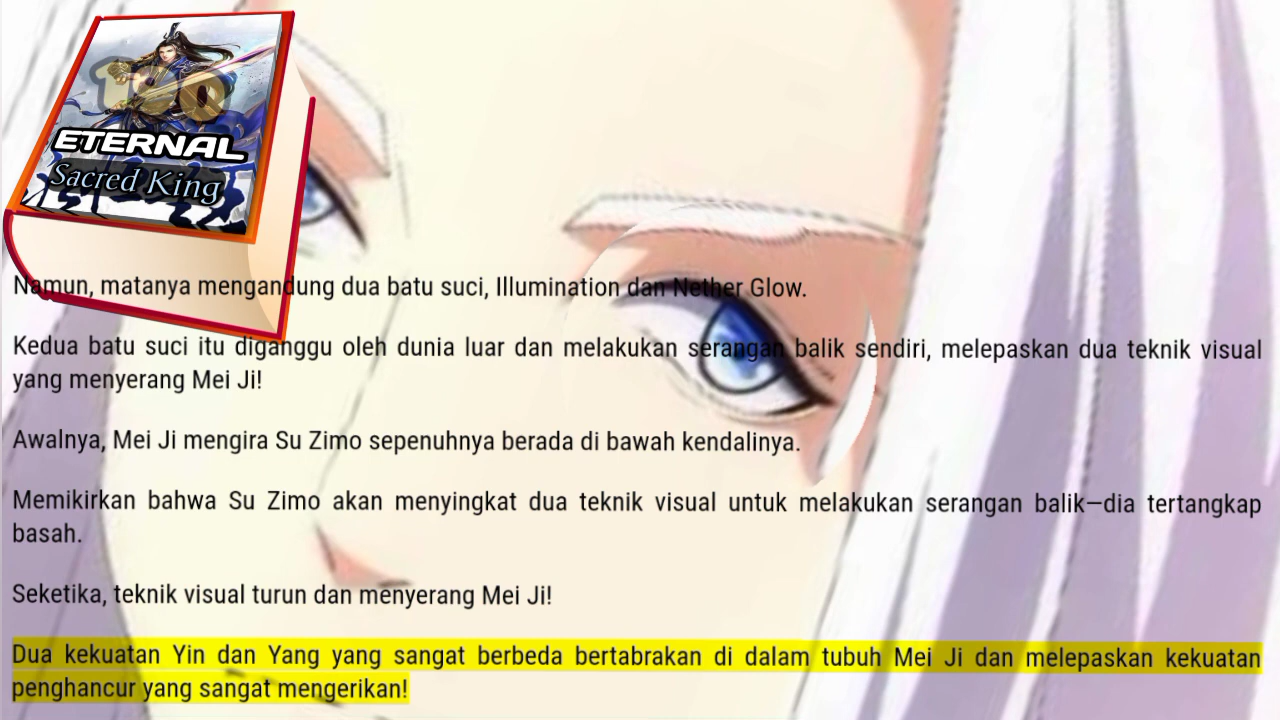 130
ETERNAL
Sacred King
Namun, matanya mengandung dua batu suci, Illumination dan Nether Glow.
Kedua batu suci itu diganggu oleh dunia luar dan melakukan serangan balik sendiri, melepaskan dua teknik visual
yang menyerang Mei Ji!
Awalnya, Mei Ji mengira Su Zimo sepenuhnya berada di bawah kendalinya.
Memikirkan bahwa Su Zimo akan menyingkat dua teknik visual untuk melakukan serangan balik—dia tertangkap
basah.
Seketika, teknik visual turun dan menyerang Mei Ji!
Dua kekuatan Yin dan Yang yang sangat berbeda bertabrakan di dalam tubuh Mei Ji dan melepaskan kekuatan
penghancur yang sangat mengerikan!